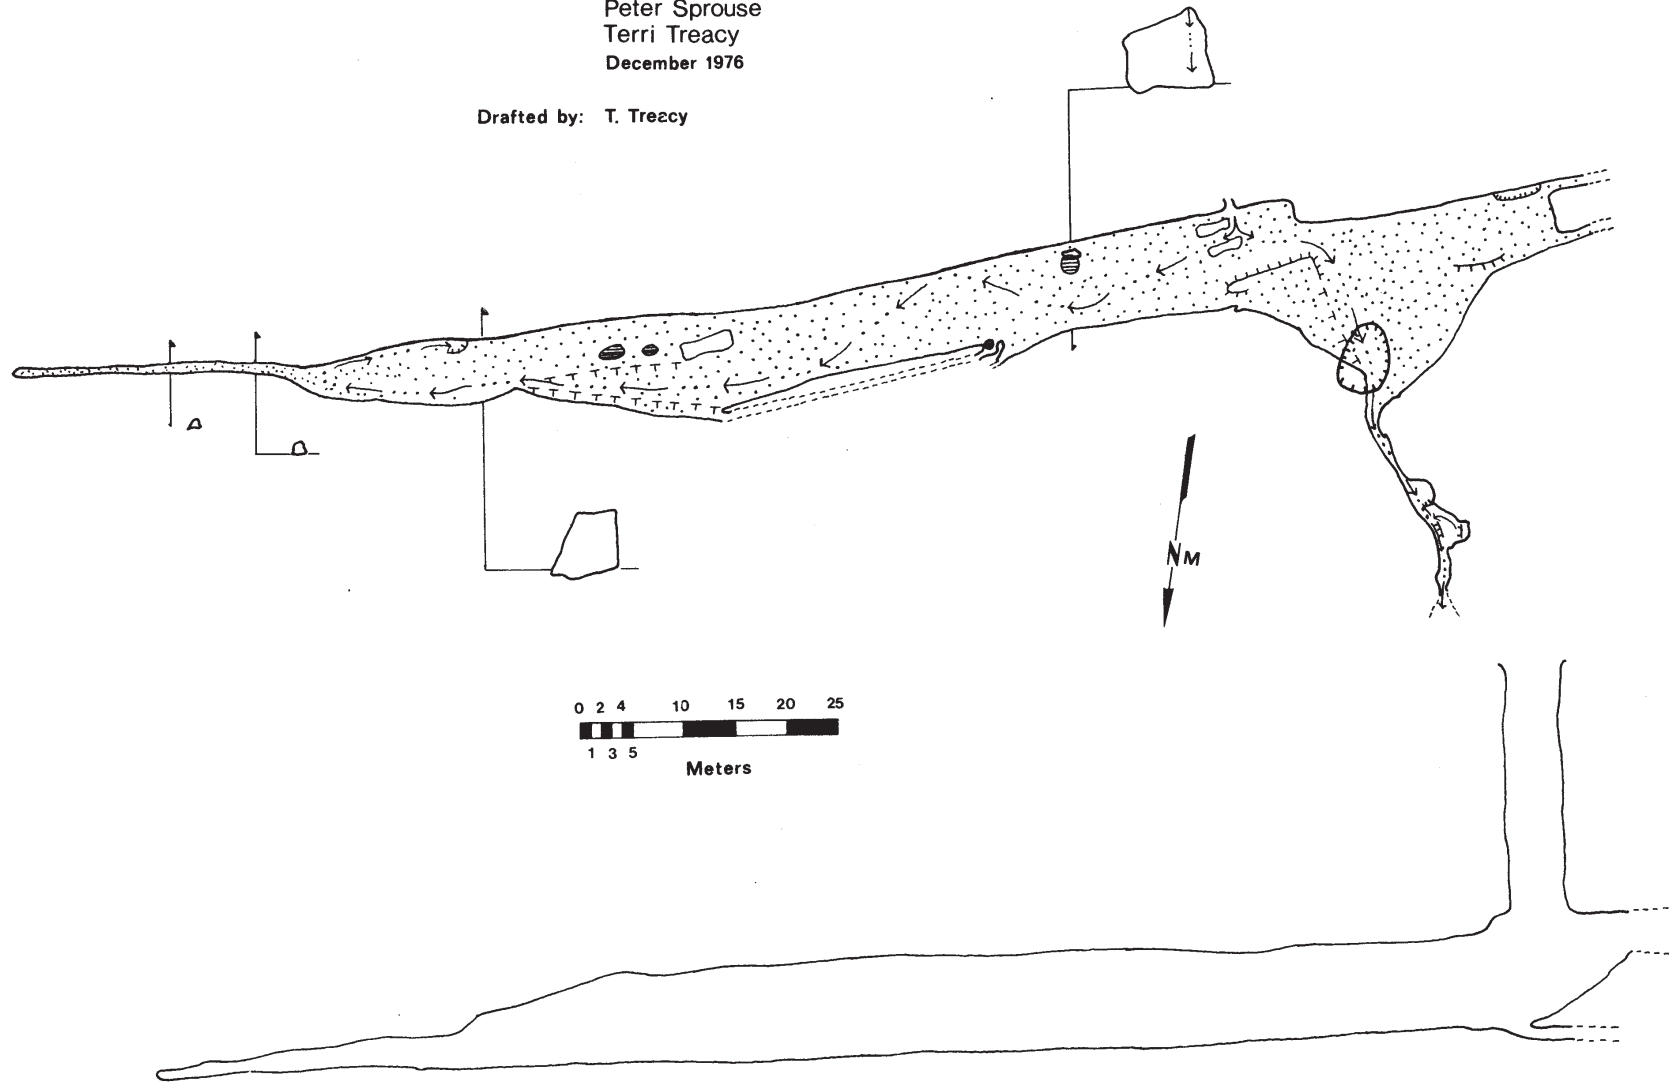 Peter Sprouse
Terri Treacy
December 1976
Drafted by: T. Treacy
NM
0 2 4 10 15 20 25
1 3 5
Meters